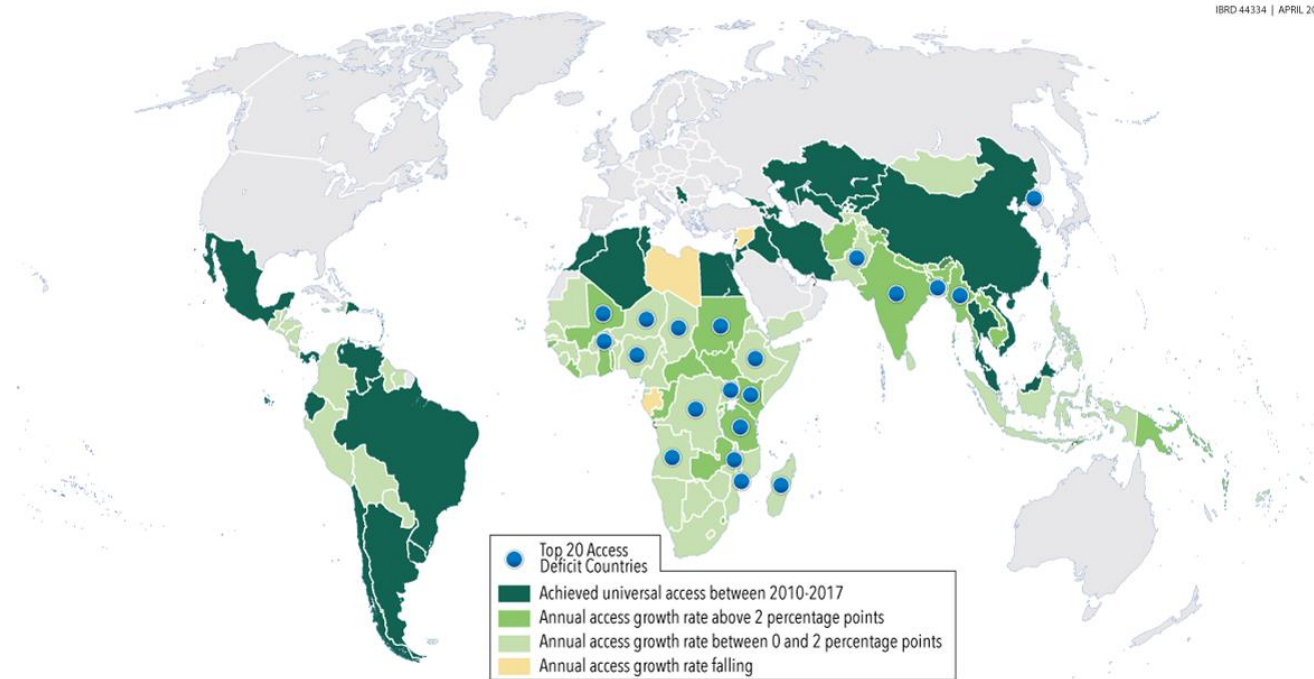 IBRD 44334 | APRIL 20
Top 20 Access
Deficit Countries
Achieved universal access between 2010-2017
Annual access growth rate above 2 percentage points
Annual access growth rate between 0 and 2 percentage points
Annual access growth rate falling